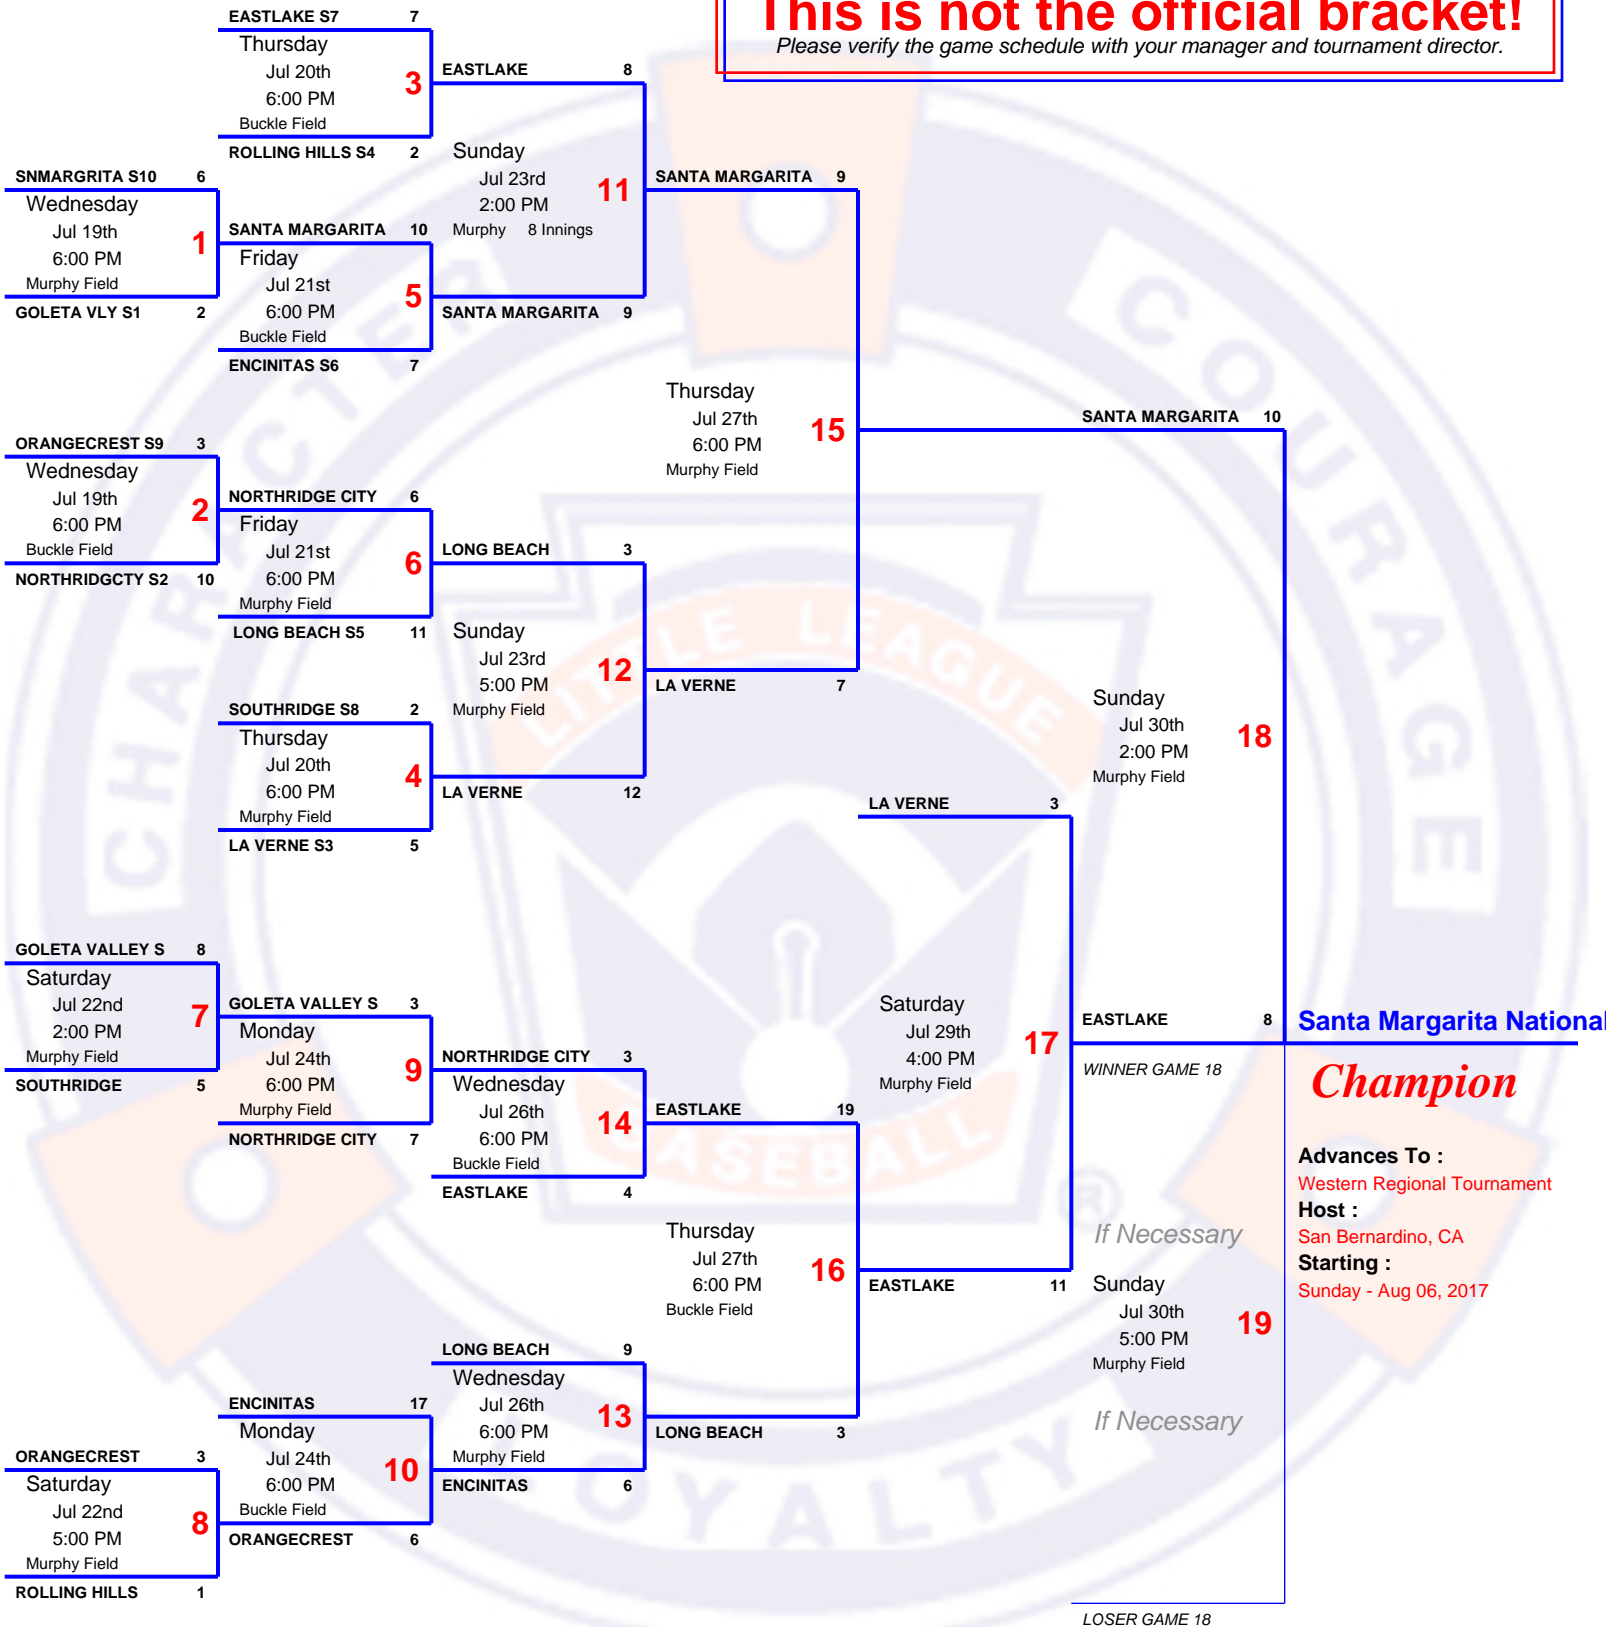 This is not the official bracket!
Please verify the game schedule with your manager and tournament director.
EASTLAKE S7 7
Thursday
Jul 20th
6:00 PM
Buckle Field
3
ROLLING HILLS S4 2
SNMARGRITA S10 6
Wednesday
Jul 19th
6:00 PM
Murphy Field
1
GOLETA VLY S1 2
SANTA MARGARITA 10
Friday
Jul 21st
6:00 PM
Buckle Field
5
ENCINITAS S6 7
EASTLAKE 8
Sunday
Jul 23rd
2:00 PM
Murphy 8 Innings
11
SANTA MARGARITA 9
ORANGECREST S9 3
Wednesday
Jul 19th
6:00 PM
Buckle Field
2
NORTHRIDGCTY S2 10
NORTHRIDGE CITY 6
Friday
Jul 21st
6:00 PM
Murphy Field
6
LONG BEACH S5 11
SOUTHRIDGE S8 2
Thursday
Jul 20th
6:00 PM
Murphy Field
4
LA VERNE S3 5
LONG BEACH 3
Sunday
Jul 23rd
5:00 PM
Murphy Field
12
LA VERNE 12
SANTA MARGARITA 9
Thursday
Jul 27th
6:00 PM
Murphy Field
15
LA VERNE 7
SANTA MARGARITA 10
Sunday
Jul 30th
2:00 PM
Murphy Field
18
GOLETA VALLEY S 8
Saturday
Jul 22nd
2:00 PM
Murphy Field
7
SOUTHRIDGE 5
GOLETA VALLEY S 3
Monday
Jul 24th
6:00 PM
Murphy Field
9
NORTHRIDGE CITY 7
NORTHRIDGE CITY 3
Wednesday
Jul 26th
6:00 PM
Buckle Field
14
EASTLAKE 4
ORANGECREST 3
Saturday
Jul 22nd
5:00 PM
Murphy Field
8
ROLLING HILLS 1
ENCINITAS 17
Monday
Jul 24th
6:00 PM
Buckle Field
10
ORANGECREST 6
LONG BEACH 9
Wednesday
Jul 26th
6:00 PM
Murphy Field
13
ENCINITAS 6
EASTLAKE 19
Thursday
Jul 27th
6:00 PM
Buckle Field
16
LONG BEACH 3
LA VERNE 3
Saturday
Jul 29th
4:00 PM
Murphy Field
17
EASTLAKE 11
EASTLAKE 8
WINNER GAME 18
If Necessary
Sunday
Jul 30th
5:00 PM
Murphy Field
19
If Necessary
LOSER GAME 18
Santa Margarita National
Champion
Advances To :
Western Regional Tournament
Host :
San Bernardino, CA
Starting :
Sunday - Aug 06, 2017
CHARACTER
COURAGE
LOYALTY
LITTLE LEAGUE
BASEBALL
®